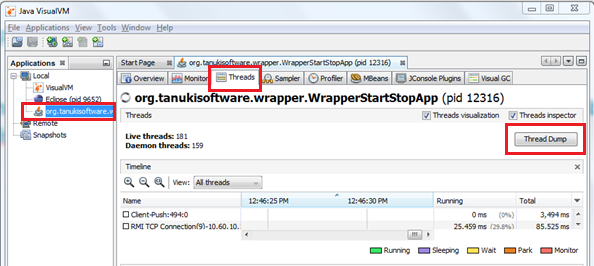 Java VisualVM
File Applications View Tools Window Help
Applications
Local
VisualVM
Eclipse (pid 9652)
org.tanukisoftware.w
Remote
Snapshots
Start Page
org.tanukisoftware.wrapper.WrapperStartStopApp (pid 12316)
Overview Monitor Threads Sampler Profiler MBeans JConsole Plugins Visual GC
org.tanukisoftware.wrapper.WrapperStartStopApp (pid 12316)
Threads Threads visualization Threads inspector
Live threads: 181
Daemon threads: 159
Thread Dump
Timeline
View: All threads
Name 12:46:25 PM 12:46:30 PM Running Total
Client-Push:494:0 0 ms (0%) 3,494 ms
RMI TCP Connection(9)-10.60.10. 25.459 ms (29.8%) 85.525 ms
Running Sleeping Wait Park Monitor